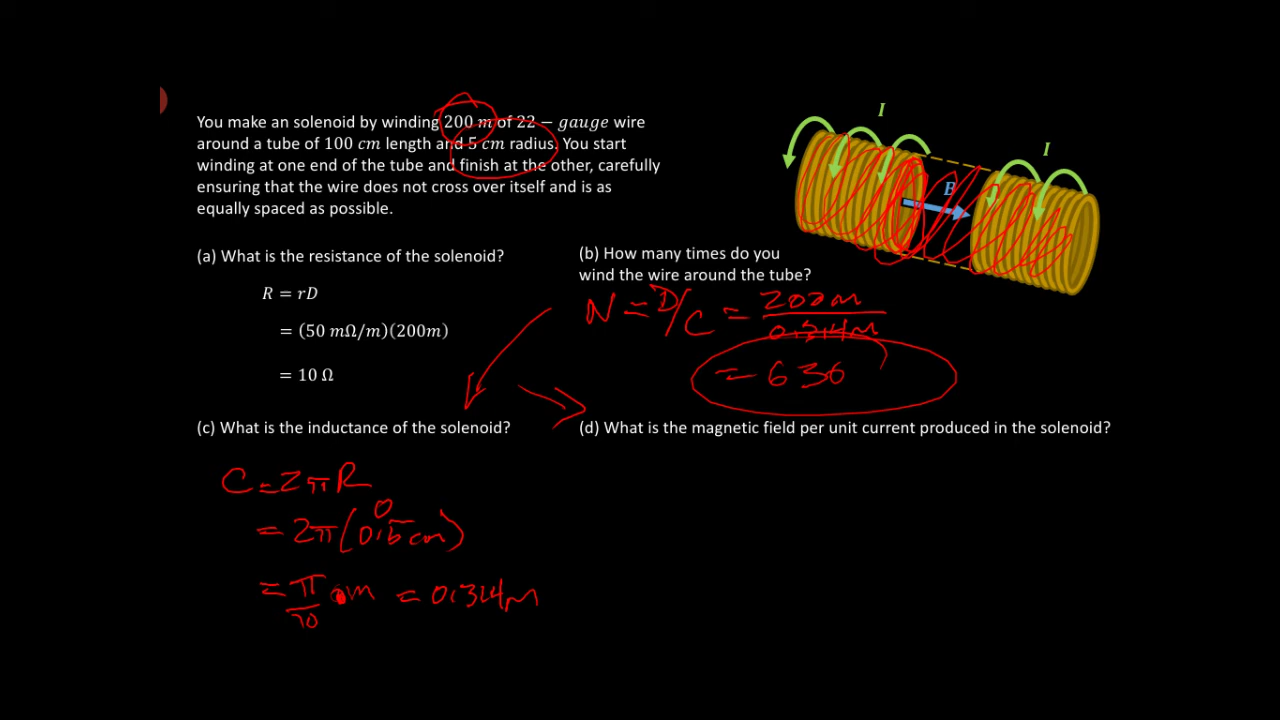 You make an solenoid by winding 200 m of 22 − gauge wire
around a tube of 100 cm length and 5 cm radius. You start
winding at one end of the tube and finish at the other, carefully
ensuring that the wire does not cross over itself and is as
equally spaced as possible.
I
I
B
(a) What is the resistance of the solenoid?
R = rD
= (50 mΩ/m)(200m)
= 10 Ω
(b) How many times do you
wind the wire around the tube?
N = D/C = 200m / 0.314m
= 636
(c) What is the inductance of the solenoid?
C = 2πR
= 2π(0.05cm)
= π/10 m = 0.314m
(d) What is the magnetic field per unit current produced in the solenoid?